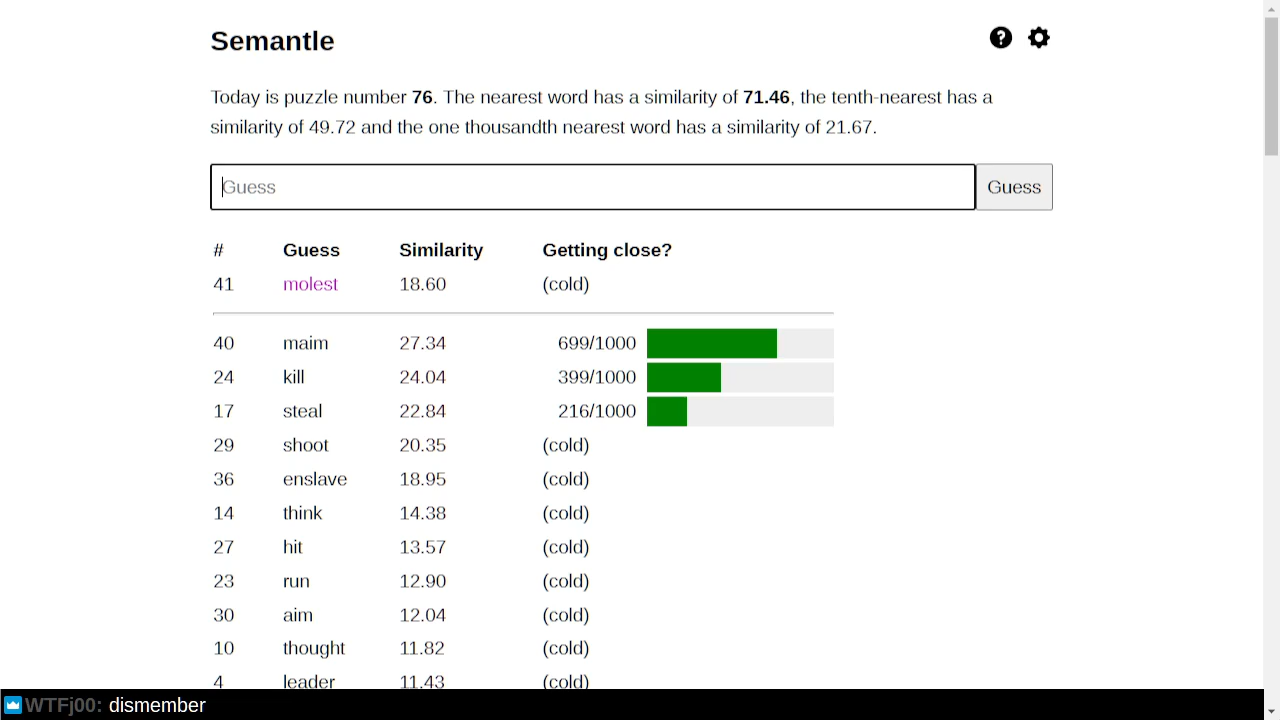 Semantle
Today is puzzle number 76. The nearest word has a similarity of 71.46, the tenth-nearest has a
similarity of 49.72 and the one thousandth nearest word has a similarity of 21.67.
Guess Guess
# Guess Similarity Getting close?
41 molest 18.60 (cold)
40 maim 27.34 699/1000
24 kill 24.04 399/1000
17 steal 22.84 216/1000
29 shoot 20.35 (cold)
36 enslave 18.95 (cold)
14 think 14.38 (cold)
27 hit 13.57 (cold)
23 run 12.90 (cold)
30 aim 12.04 (cold)
10 thought 11.82 (cold)
4 leader 11.43 (cold)
WTFj00: dismember